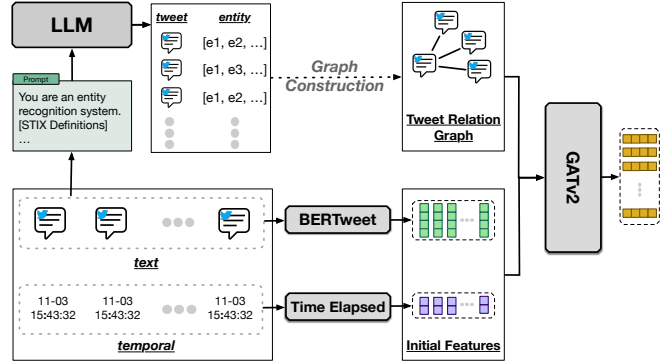 LLM
Prompt
You are an entity
recognition system.
[STIX Definitions]
...
tweet entity
[e1, e2, ...]
[e1, e3, ...]
[e1, e2, ...]
Graph
Construction
Tweet Relation
Graph
GATv2
text
BERTweet
11-03 11-03 11-03
15:43:32 15:43:32 15:43:32
temporal
Time Elapsed
Initial Features